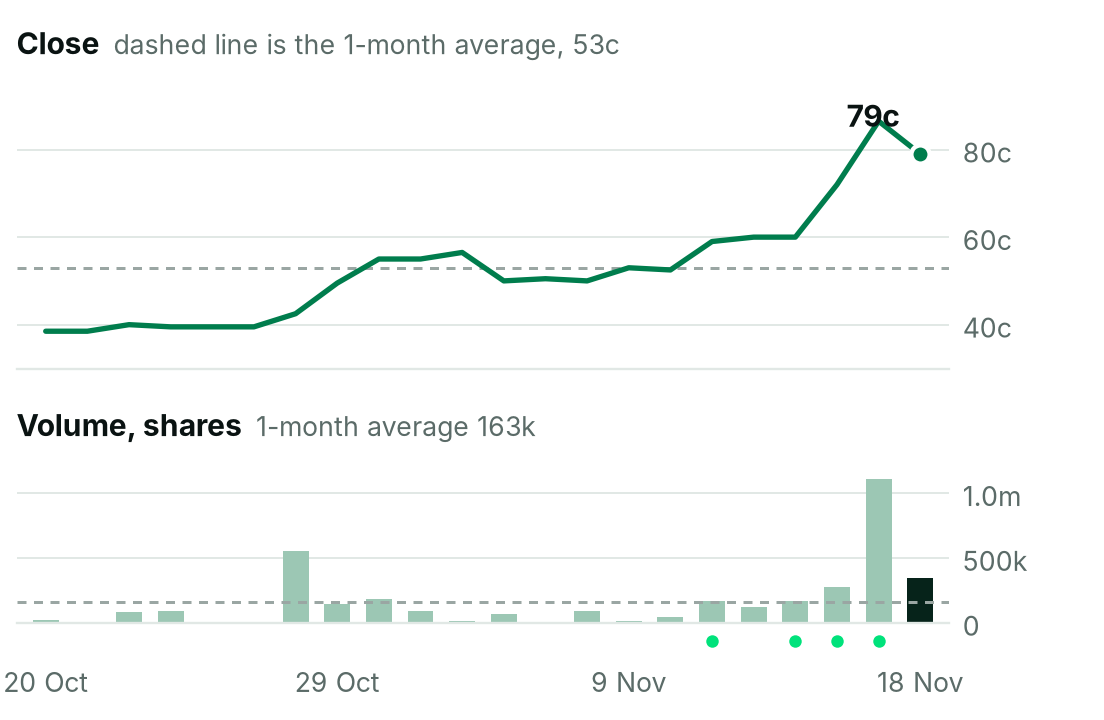 Close dashed line is the 1-month average, 53c
79c
80c
60c
40c
Volume, shares 1-month average 163k
1.0m
500k
0
20 Oct 29 Oct 9 Nov 18 Nov